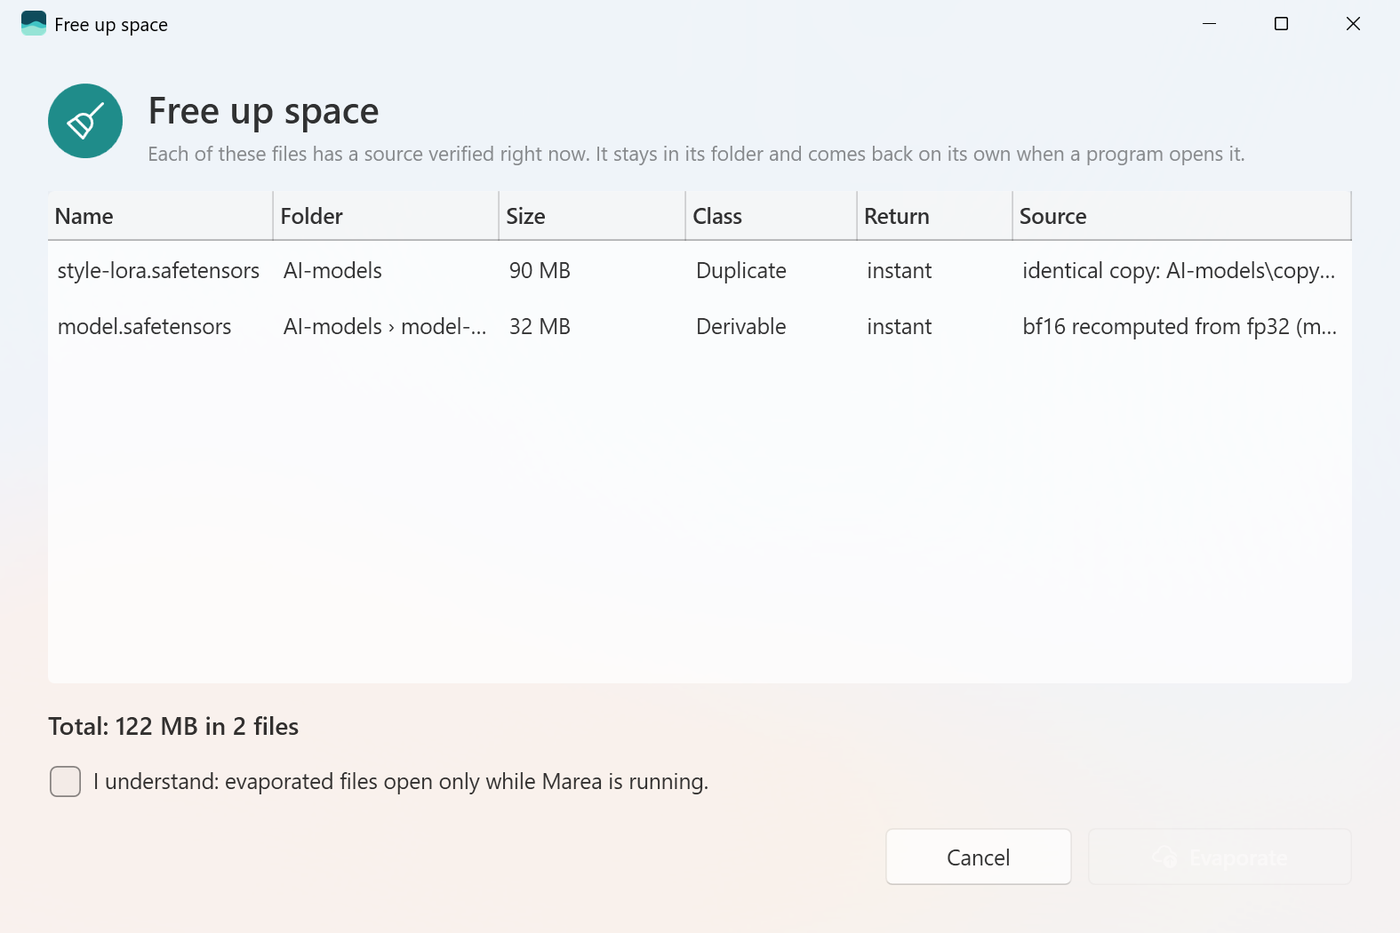 Free up space
Free up space
Each of these files has a source verified right now. It stays in its folder and comes back on its own when a program opens it.
Name Folder Size Class Return Source
style-lora.safetensors AI-models 90 MB Duplicate instant identical copy: AI-models\copy...
model.safetensors AI-models › model-... 32 MB Derivable instant bf16 recomputed from fp32 (m...
Total: 122 MB in 2 files
I understand: evaporated files open only while Marea is running.
Cancel Evaporate